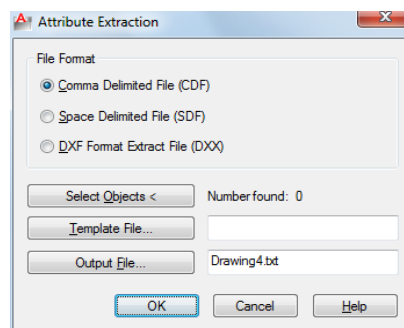 Attribute Extraction
File Format
Comma Delimited File (CDF)
Space Delimited File (SDF)
DXF Format Extract File (DXX)
Select Objects < Number found: 0
Template File...
Output File... Drawing4.txt
OK Cancel Help